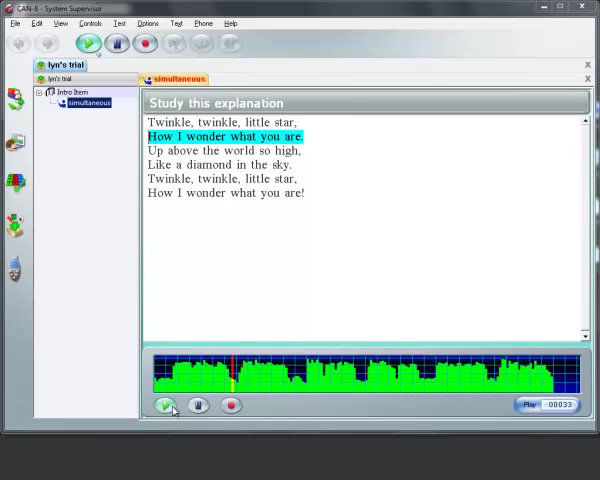 CAN-8 - System Supervisor
File Edit View Controls Test Options Text Phone Help
lyn's trial
lyn's trial
simultaneous
Intro Item
simultaneous
Study this explanation
Twinkle, twinkle, little star,
How I wonder what you are.
Up above the world so high,
Like a diamond in the sky.
Twinkle, twinkle, little star,
How I wonder what you are!
Play 00033